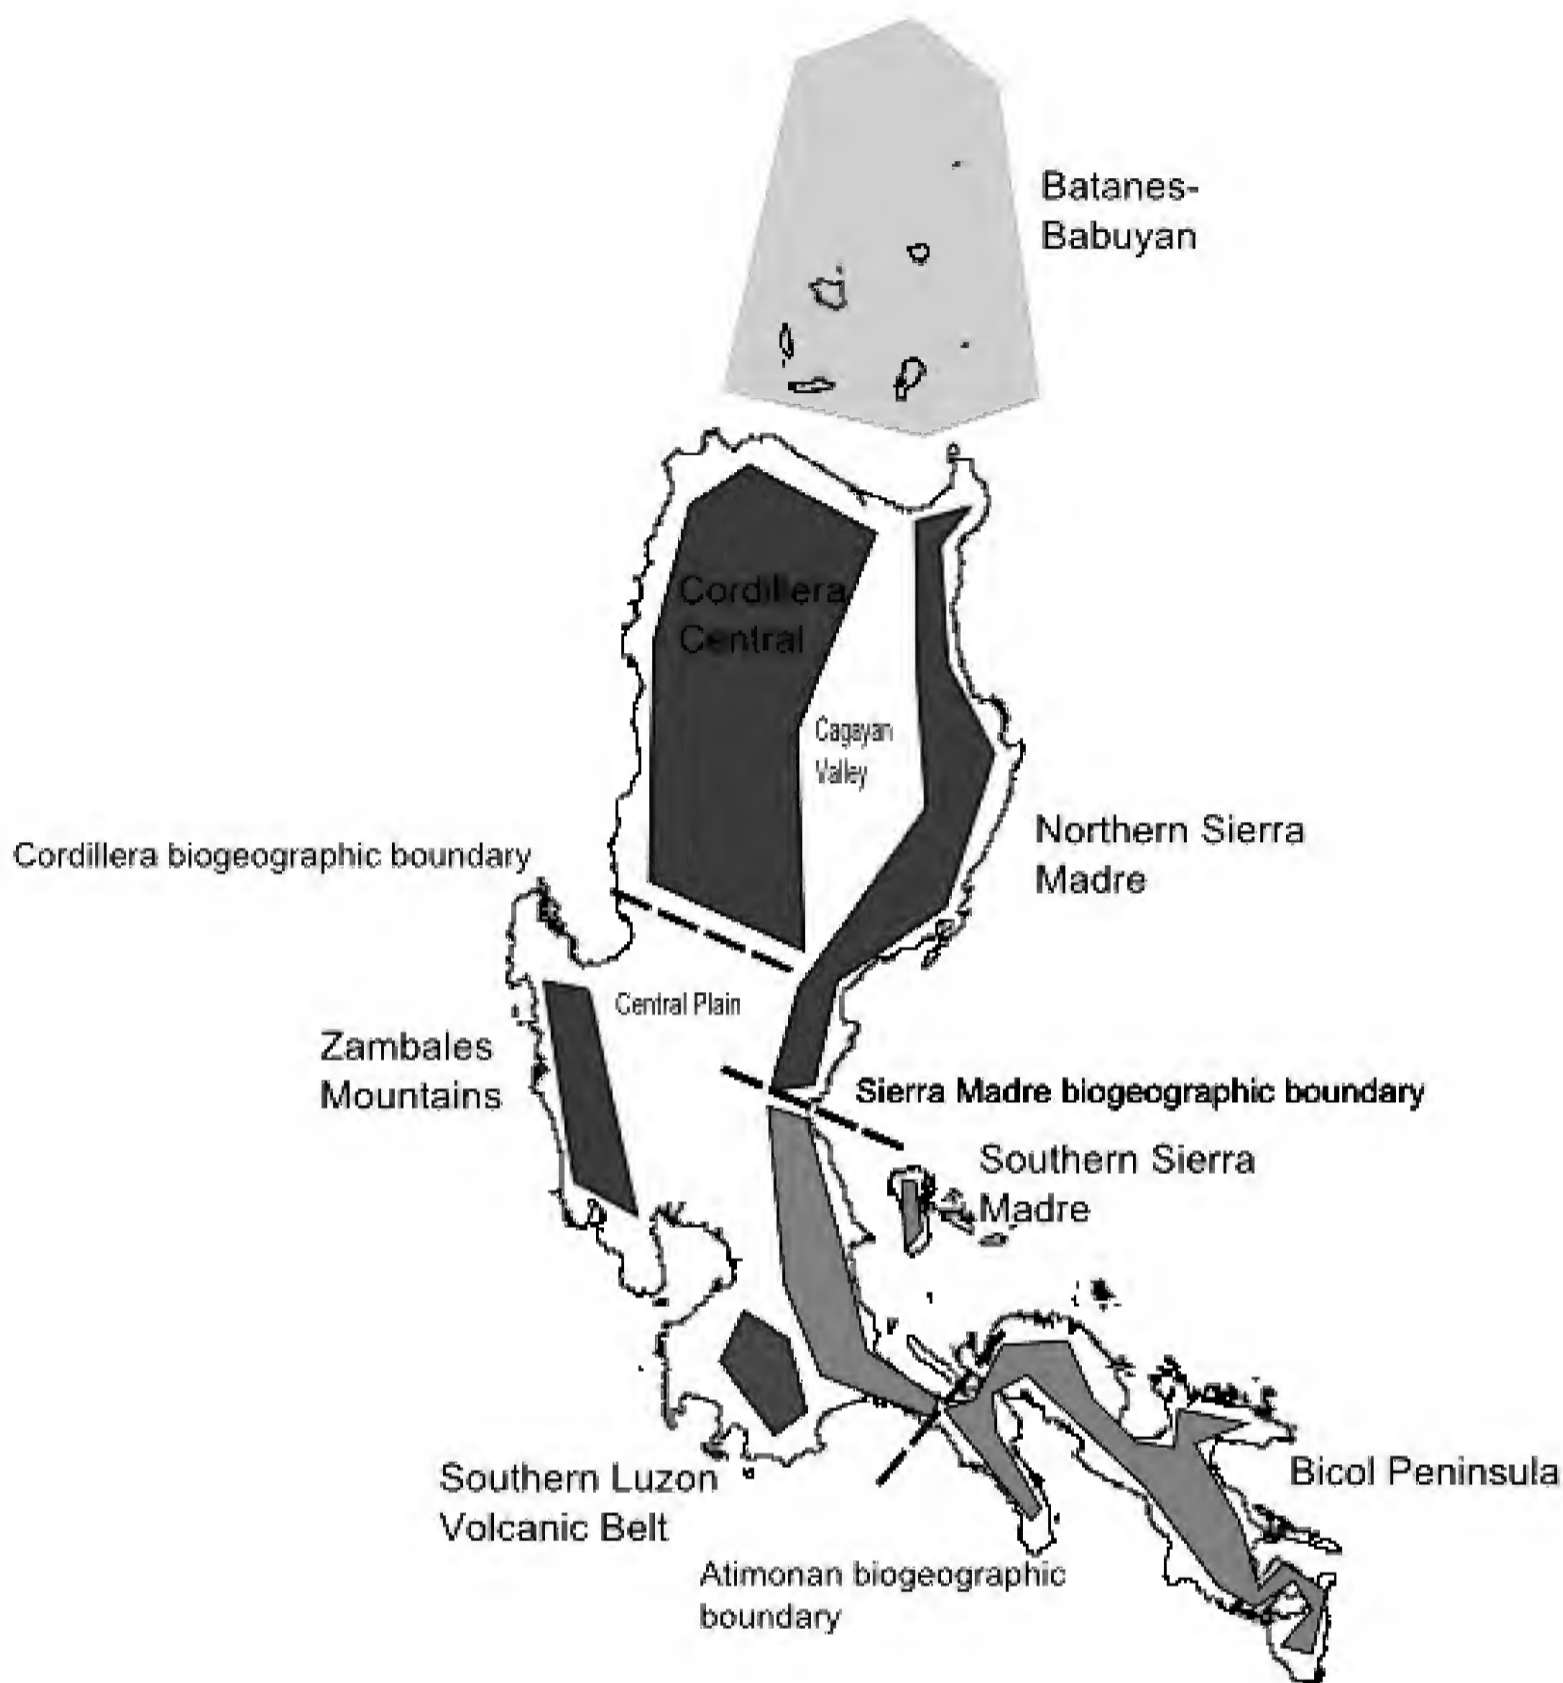 Batanes-
Babuyan
Cordillera
Central
Cagayan
Valley
Northern Sierra
Madre
Cordillera biogeographic boundary
Central Plain
Zambales
Mountains
Sierra Madre biogeographic boundary
Southern Sierra
Madre
Bicol Peninsula
Southern Luzon
Volcanic Belt
Atimonan biogeographic
boundary